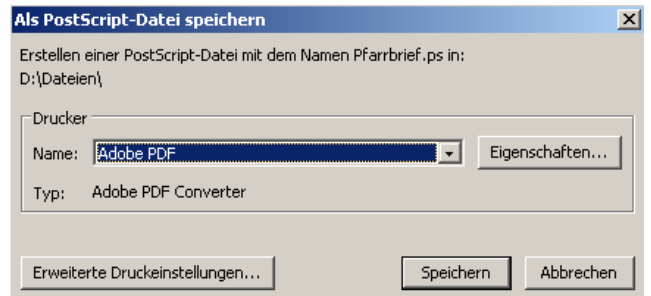 Als PostScript-Datei speichern
Erstellen einer PostScript-Datei mit dem Namen Pfarrbrief.ps in:
D:\Dateien\
Drucker
Name: Adobe PDF Eigenschaften...
Typ: Adobe PDF Converter
Erweiterte Druckeinstellungen... Speichern Abbrechen